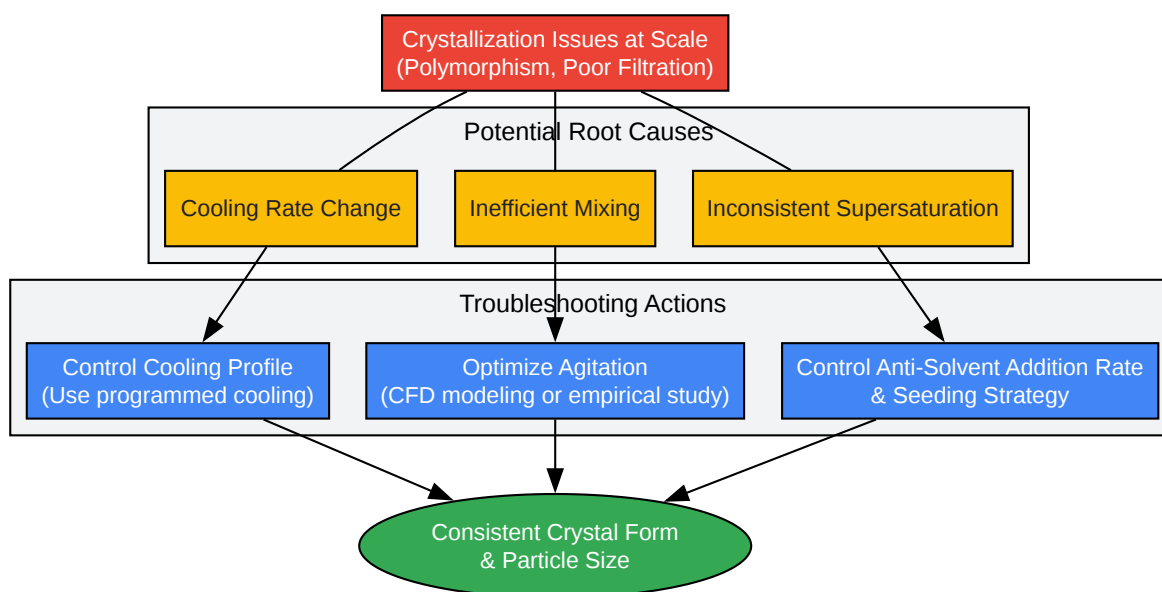 Crystallization Issues at Scale
(Polymorphism, Poor Filtration)
Potential Root Causes
Cooling Rate Change
Inefficient Mixing
Inconsistent Supersaturation
Troubleshooting Actions
Control Cooling Profile
(Use programmed cooling)
Optimize Agitation
(CFD modeling or empirical study)
Control Anti-Solvent Addition Rate
& Seeding Strategy
Consistent Crystal Form
& Particle Size